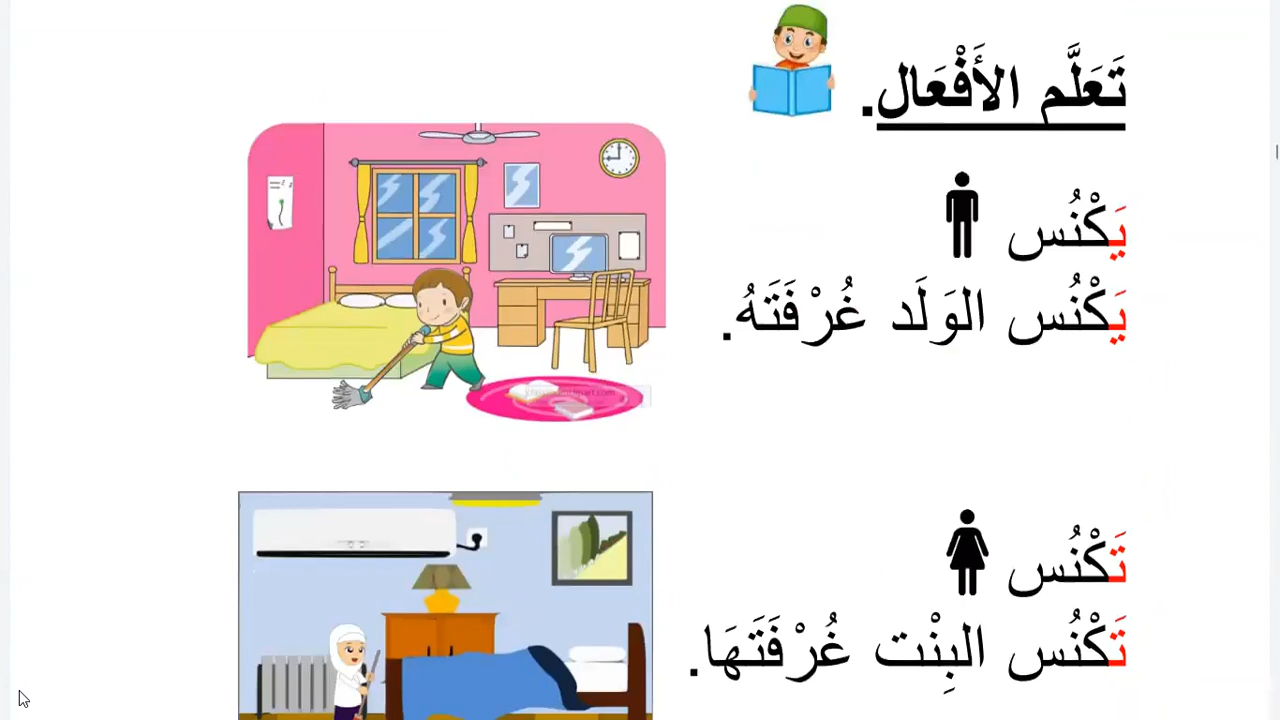 تَعَلَّم الأَفْعَال.
يَكْنُس
يَكْنُس الوَلَد غُرْفَتَهُ.
تَكْنُس
تَكْنُس البِنْت غُرْفَتَهَا.